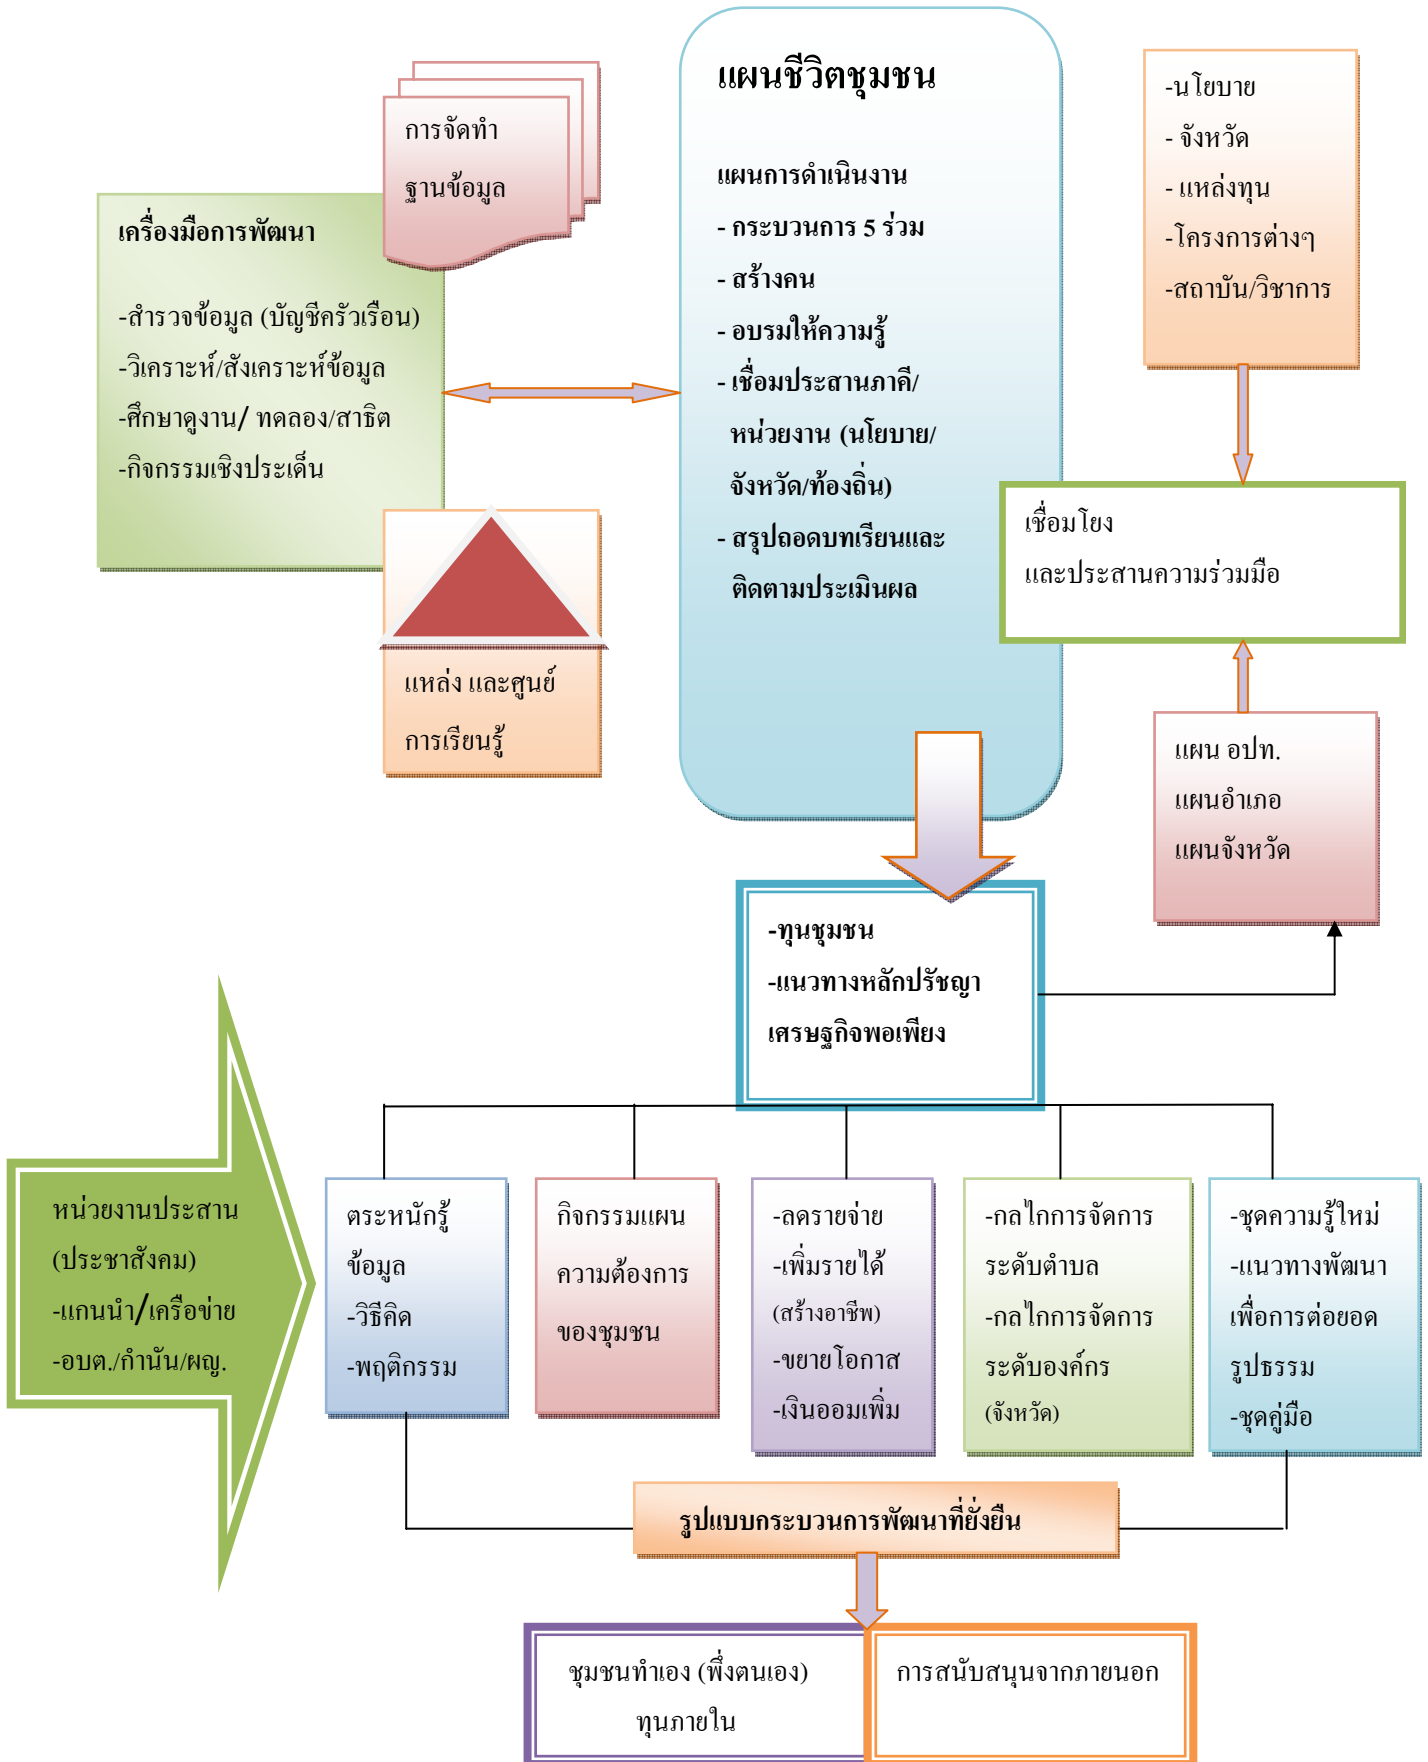 การจัดทำ
ฐานข้อมูล
เครื่องมือการพัฒนา
-สำรวจข้อมูล (บัญชีครัวเรือน)
-วิเคราะห์/สังเคราะห์ข้อมูล
-ศึกษาดูงาน/ ทดลอง/สาธิต
-กิจกรรมเชิงประเด็น
แหล่ง และศูนย์
การเรียนรู้
แผนชีวิตชุมชน
แผนการดำเนินงาน
- กระบวนการ 5 ร่วม
- สร้างคน
- อบรมให้ความรู้
- เชื่อมประสานภาคี/
หน่วยงาน (นโยบาย/
จังหวัด/ท้องถิ่น)
- สรุปถอดบทเรียนและ
ติดตามประเมินผล
-นโยบาย
- จังหวัด
- แหล่งทุน
-โครงการต่างๆ
-สถาบัน/วิชาการ
เชื่อมโยง
และประสานความร่วมมือ
แผน อปท.
แผนอำเภอ
แผนจังหวัด
-ทุนชุมชน
-แนวทางหลักปรัชญา
เศรษฐกิจพอเพียง
หน่วยงานประสาน
(ประชาสังคม)
-แกนนำ/เครือข่าย
-อบต./กำนัน/ผญ.
ตระหนักรู้
ข้อมูล
-วิธีคิด
-พฤติกรรม
กิจกรรมแผน
ความต้องการ
ของชุมชน
-ลดรายจ่าย
-เพิ่มรายได้
(สร้างอาชีพ)
-ขยายโอกาส
-เงินออมเพิ่ม
-กลไกการจัดการ
ระดับตำบล
-กลไกการจัดการ
ระดับองค์กร
(จังหวัด)
-ชุดความรู้ใหม่
-แนวทางพัฒนา
เพื่อการต่อยอด
รูปธรรม
-ชุดคู่มือ
รูปแบบกระบวนการพัฒนาที่ยั่งยืน
ชุมชนทำเอง (พึ่งตนเอง)
ทุนภายใน
การสนับสนุนจากภายนอก